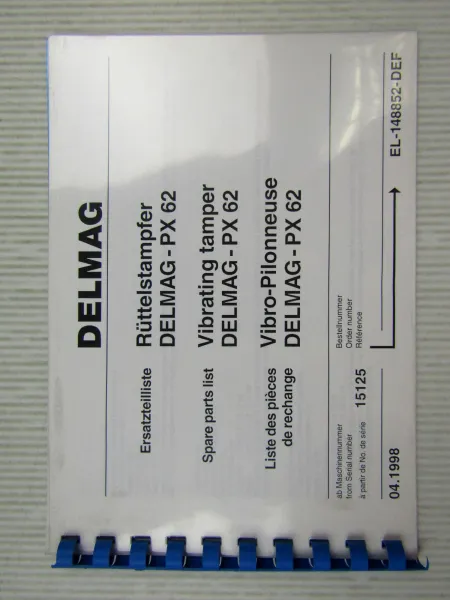 DELMAG
Ersatzteilliste Rüttelstampfer
DELMAG - PX 62
Spare parts list Vibrating tamper
DELMAG - PX 62
Liste des pièces Vibro-Pilonneuse
de rechange DELMAG - PX 62
ab Maschinennummer Bestellnummer
from Serial number 15125 Order number
à partir de No. de série Référence
04.1998 EL-148852-DEF